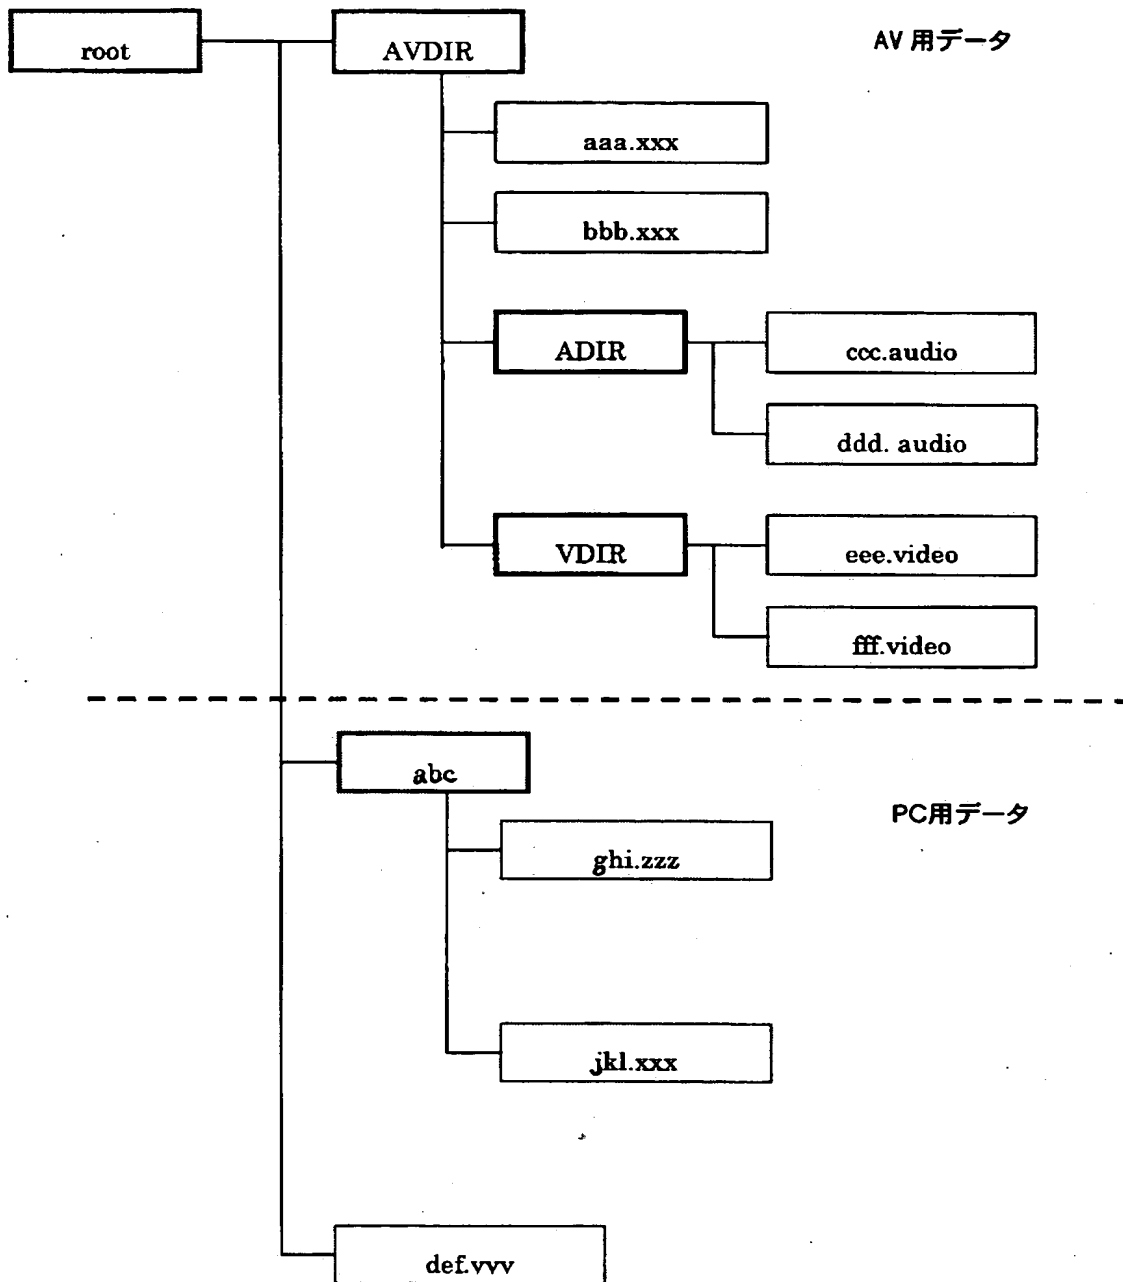 root
AVDIR
AV 用データ
aaa.xxx
bbb.xxx
ADIR
ccc.audio
ddd. audio
VDIR
eee.video
fff.video
abc
PC用データ
ghi.zzz
jkl.xxx
def.vvv